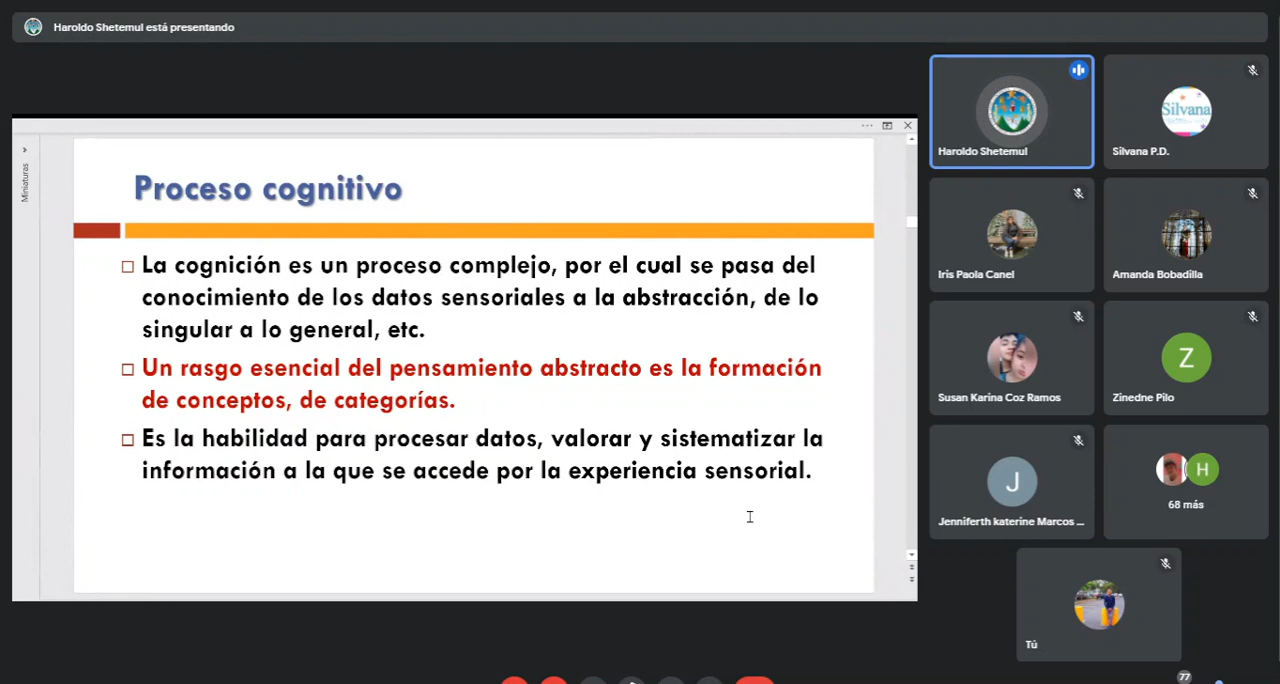 Haroldo Shetemul está presentando
Miniaturas
Proceso cognitivo
La cognición es un proceso complejo, por el cual se pasa del
conocimiento de los datos sensoriales a la abstracción, de lo
singular a lo general, etc.
Un rasgo esencial del pensamiento abstracto es la formación
de conceptos, de categorías.
Es la habilidad para procesar datos, valorar y sistematizar la
información a la que se accede por la experiencia sensorial.
Haroldo Shetemul
Silvana
Silvana P.D.
Iris Paola Canel
Amanda Bobadilla
Susan Karina Coz Ramos
Z
Zinedne Pilo
J
Jenniferth katerine Marcos ...
H
68 más
Tú
77